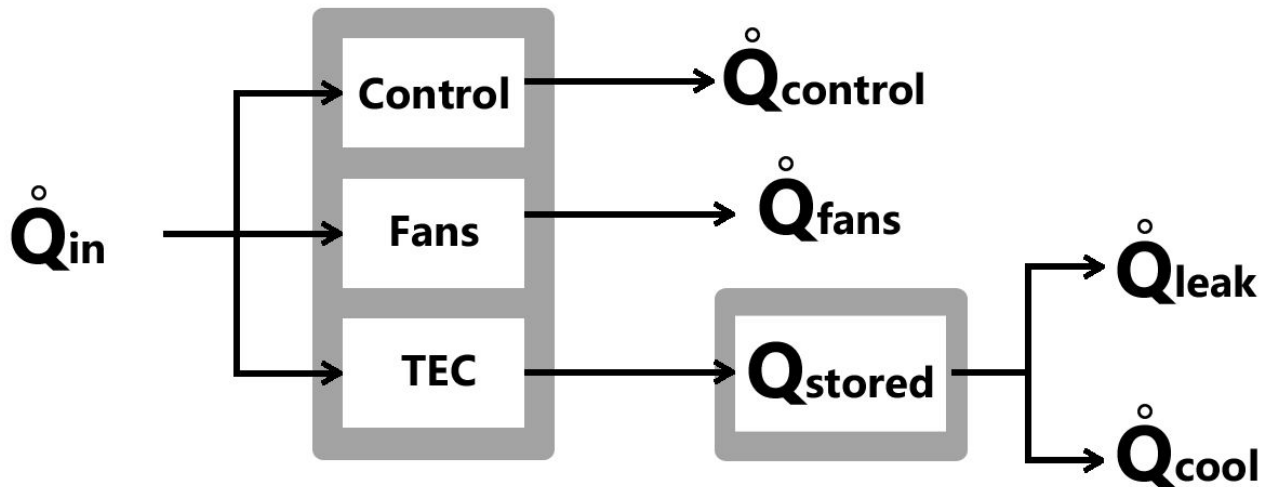 Q̊in
Control
Q̊control
Fans
Q̊fans
TEC
Qstored
Q̊leak
Q̊cool